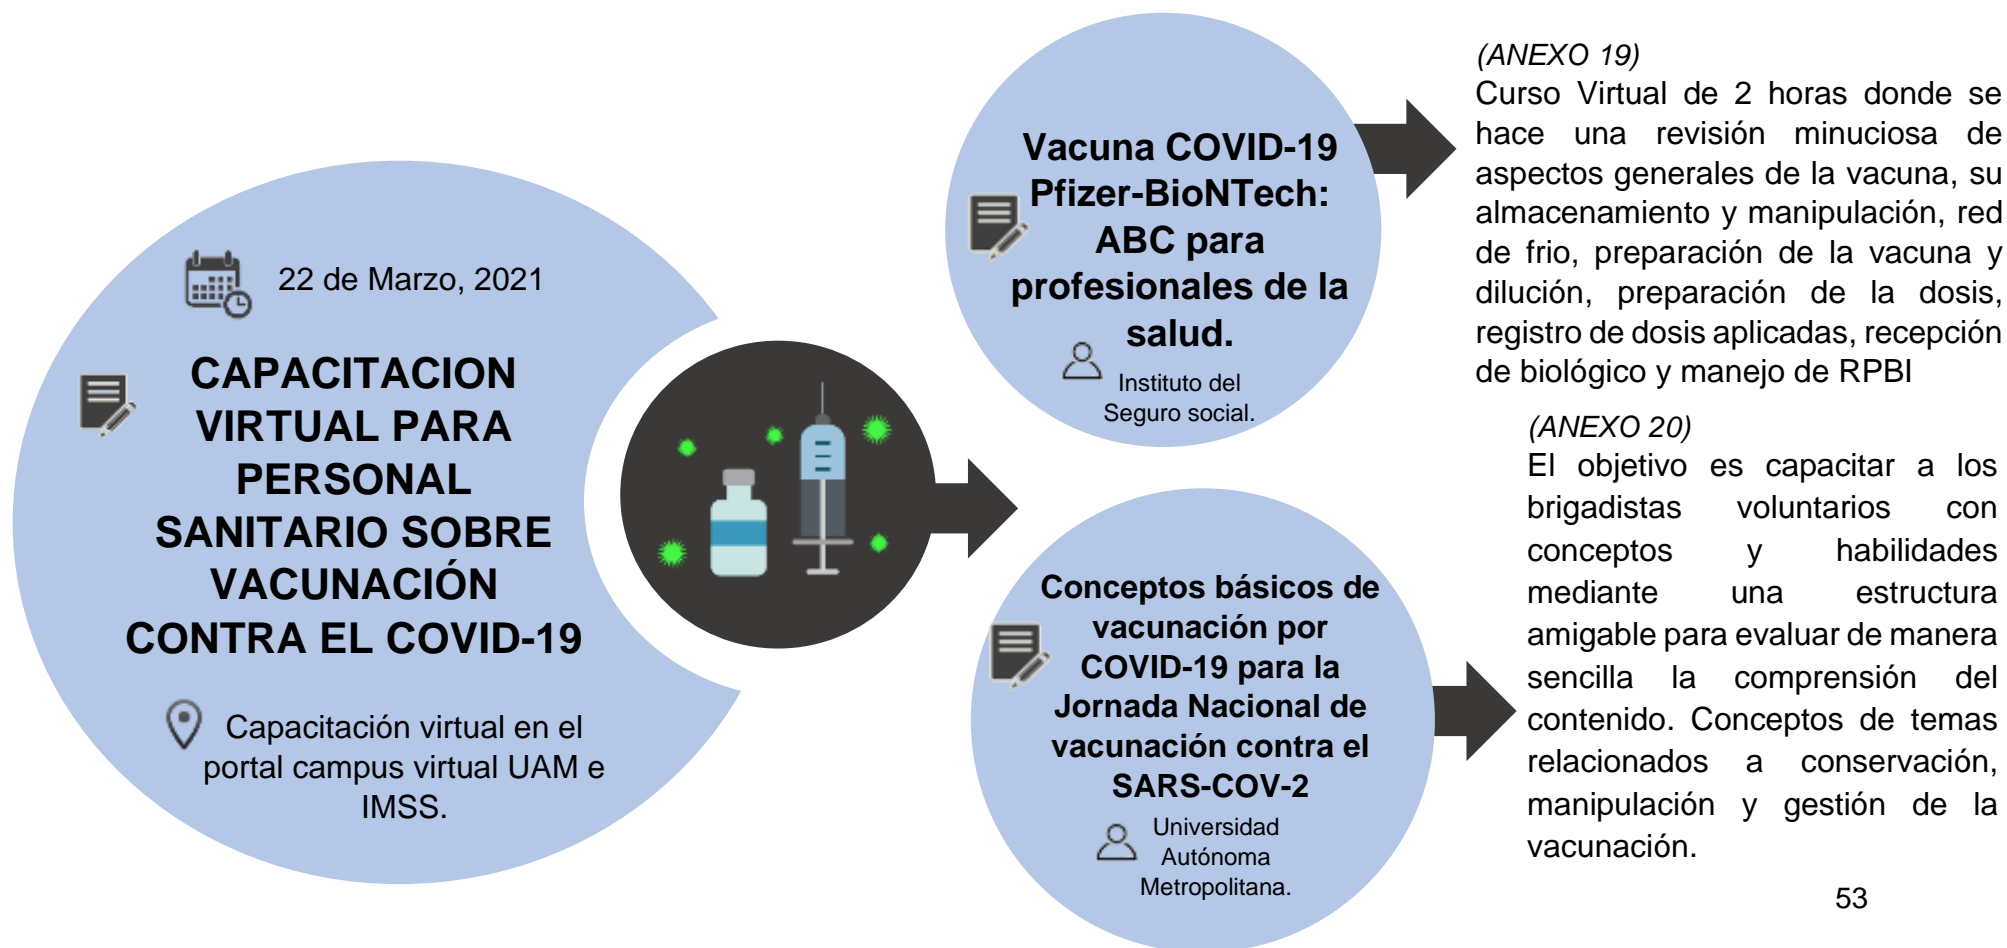 22 de Marzo, 2021
CAPACITACION
VIRTUAL PARA
PERSONAL
SANITARIO SOBRE
VACUNACIÓN
CONTRA EL COVID-19
Capacitación virtual en el
portal campus virtual UAM e
IMSS.
Vacuna COVID-19
Pfizer-BioNTech:
ABC para
profesionales de la
salud.
Instituto del
Seguro social.
(ANEXO 19)
Curso Virtual de 2 horas donde se
hace una revisión minuciosa de
aspectos generales de la vacuna, su
almacenamiento y manipulación, red
de frio, preparación de la vacuna y
dilución, preparación de la dosis,
registro de dosis aplicadas, recepción
de biológico y manejo de RPBI
Conceptos básicos de
vacunación por
COVID-19 para la
Jornada Nacional de
vacunación contra el
SARS-COV-2
Universidad
Autónoma
Metropolitana.
(ANEXO 20)
El objetivo es capacitar a los
brigadistas voluntarios con
conceptos y habilidades
mediante una estructura
amigable para evaluar de manera
sencilla la comprensión del
contenido. Conceptos de temas
relacionados a conservación,
manipulación y gestión de la
vacunación.
53